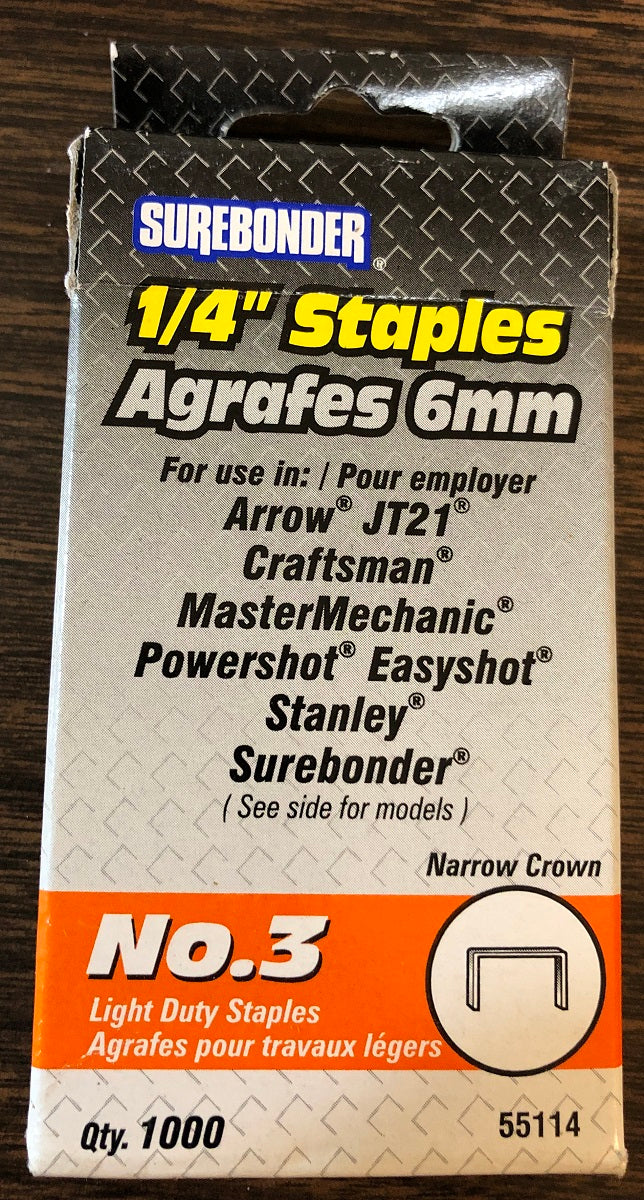 SUREBONDER®
1/4" Staples
Agrafes 6mm
For use in: / Pour employer
Arrow® JT21®
Craftsman®
MasterMechanic®
Powershot® Easyshot®
Stanley®
Surebonder®
( See side for models )
Narrow Crown
No.3
Light Duty Staples
Agrafes pour travaux légers
Qty. 1000
55114